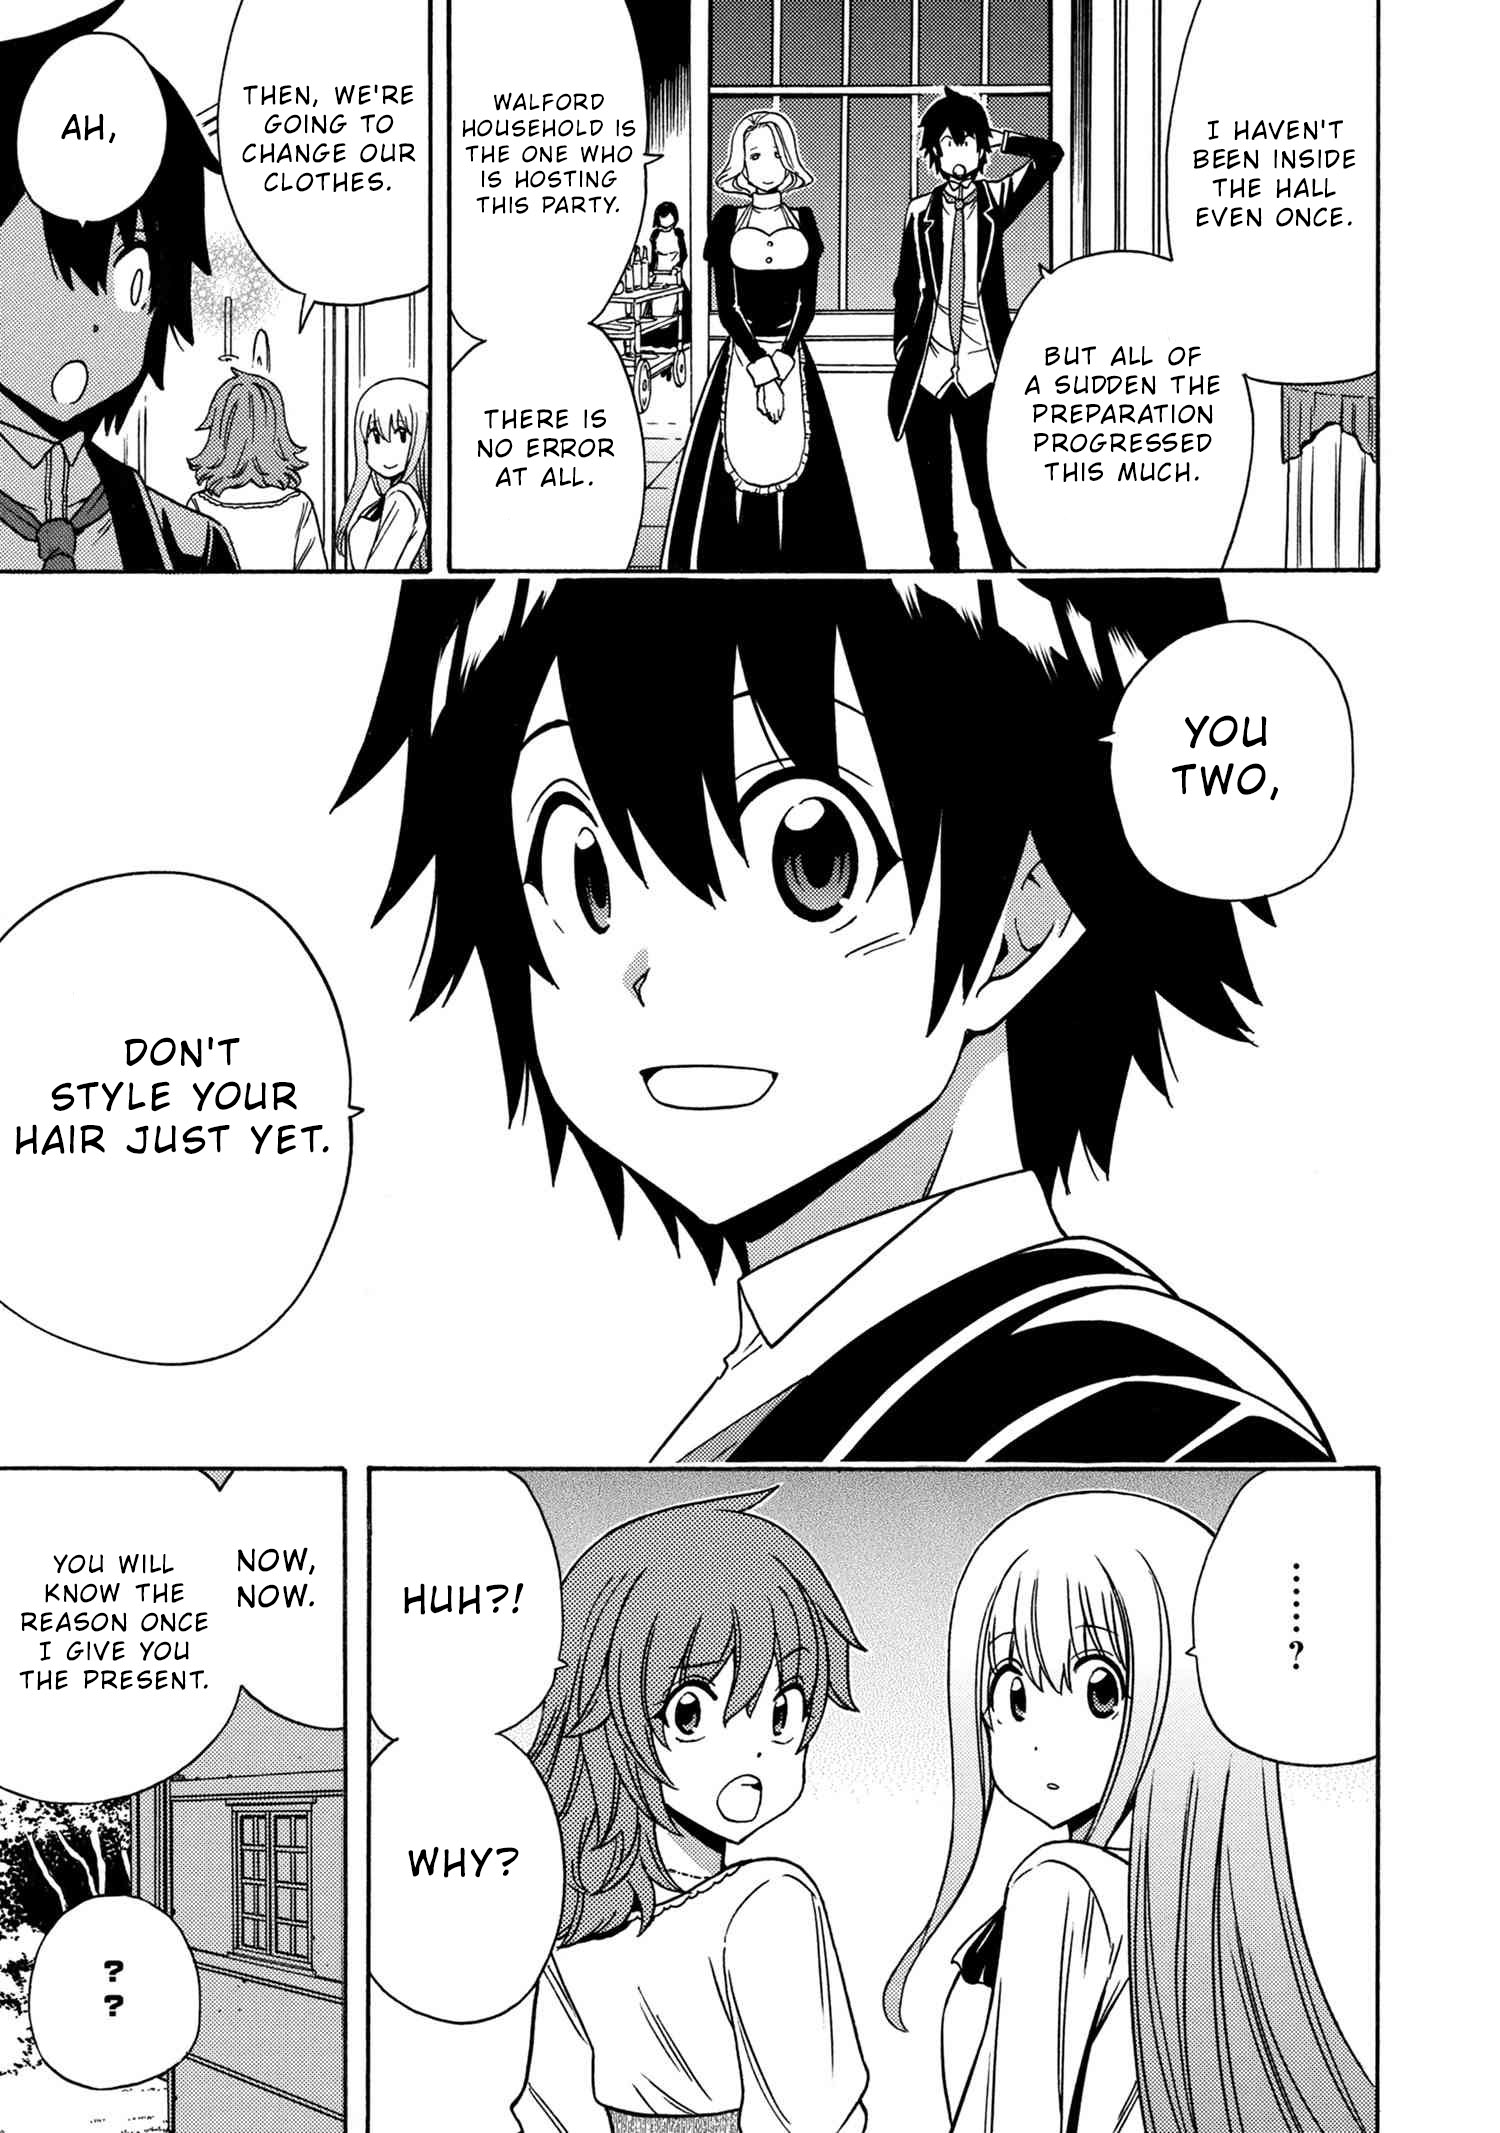 I HAVEN'T
BEEN INSIDE
THE HALL
EVEN ONCE.
BUT ALL OF
A SUDDEN THE
PREPARATION
PROGRESSED
THIS MUCH.
WALFORD
HOUSEHOLD IS
THE ONE WHO
IS HOSTING
THIS PARTY.
THERE IS
NO ERROR
AT ALL.
THEN, WE'RE
GOING TO
CHANGE OUR
CLOTHES.
AH,
YOU
TWO,
DON'T
STYLE YOUR
HAIR JUST YET.
......?
HUH?!
WHY?
NOW,
NOW.
YOU WILL
KNOW THE
REASON ONCE
I GIVE YOU
THE PRESENT.
?
?